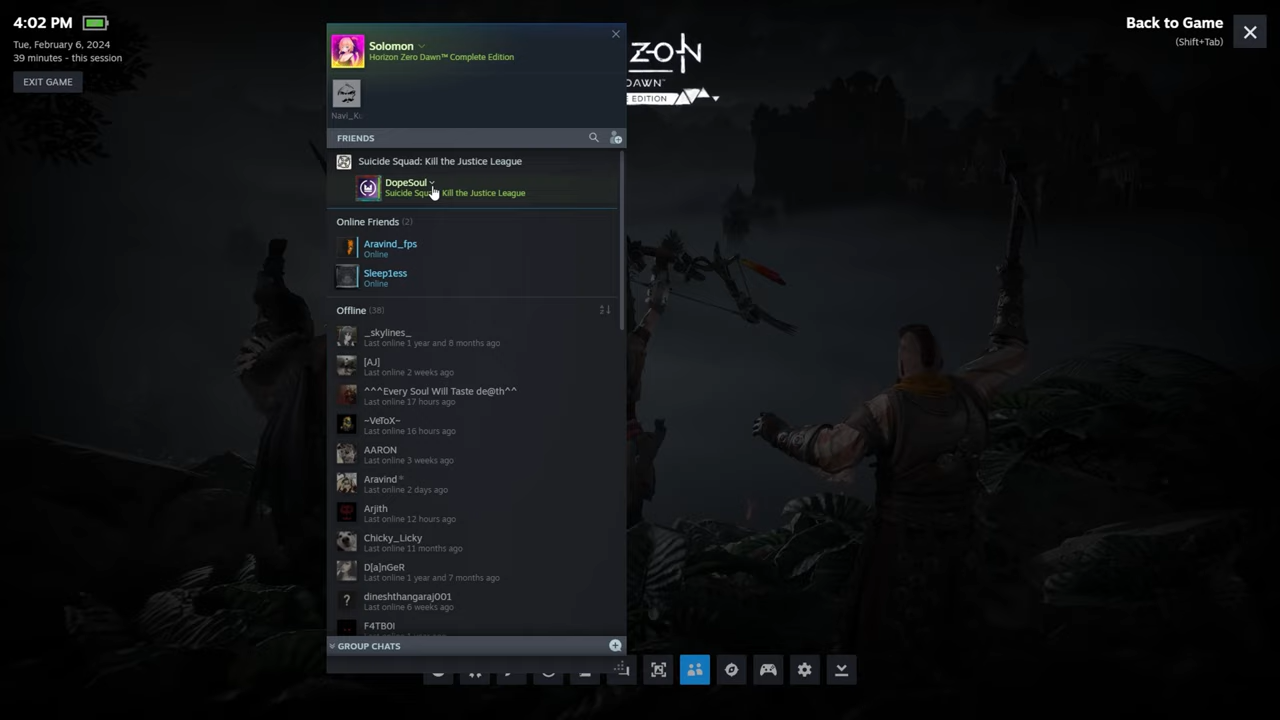 4:02 PM
Tue, February 6, 2024
39 minutes - this session
EXIT GAME
Back to Game
(Shift+Tab)
Solomon
Horizon Zero Dawn™ Complete Edition
ZON
DAWN™
E EDITION
FRIENDS
Suicide Squad: Kill the Justice League
DopeSoul
Suicide Kill the Justice League
Online Friends (2)
Aravind_fps
Online
Sleep1ess
Online
Offline (38)
_skylines_
Last online 1 year and 8 months ago
[AJ]
Last online 2 weeks ago
^^^Every Soul Will Taste de@th^^
Last online 17 hours ago
~VeToX~
Last online 16 hours ago
AARON
Last online 3 weeks ago
Aravind
Last online 2 days ago
Arjith
Last online 12 hours ago
Chicky_Licky
Last online 11 months ago
D[a]nGeR
Last online 1 year and 7 months ago
?
dineshthangaraj001
Last online 6 weeks ago
GROUP CHATS